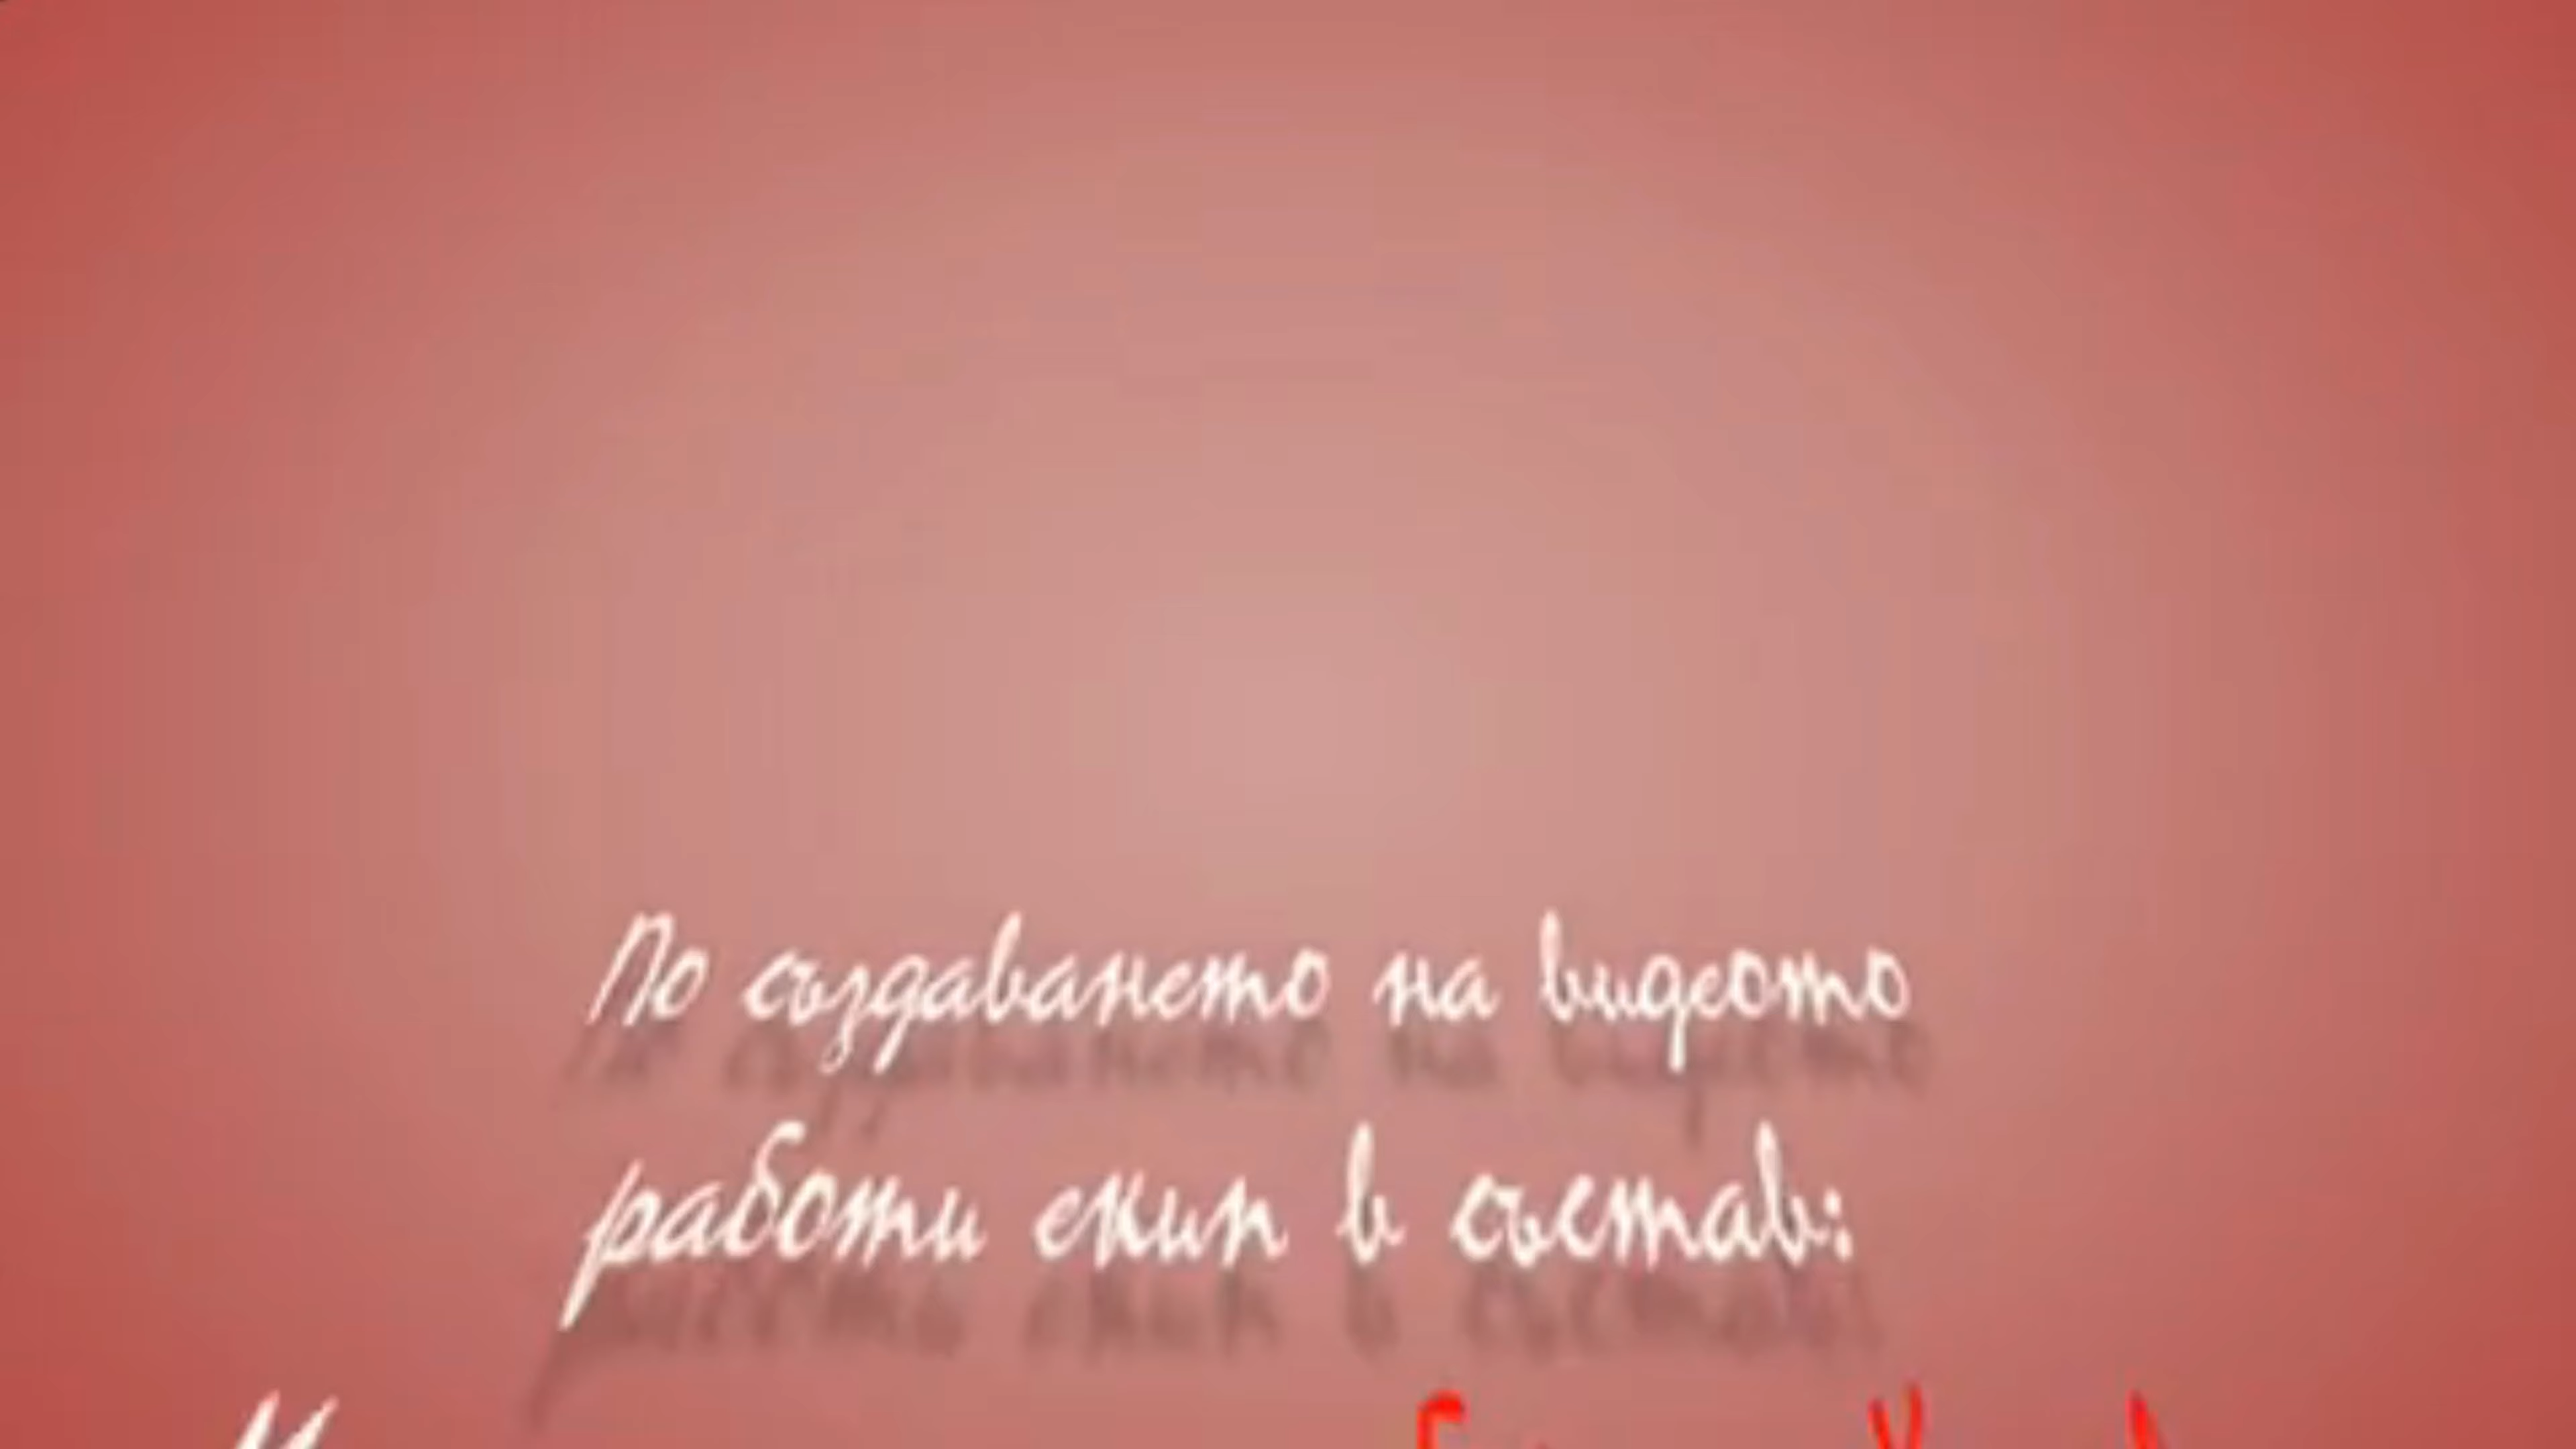 По създаването на видеото
работи екип в състав: